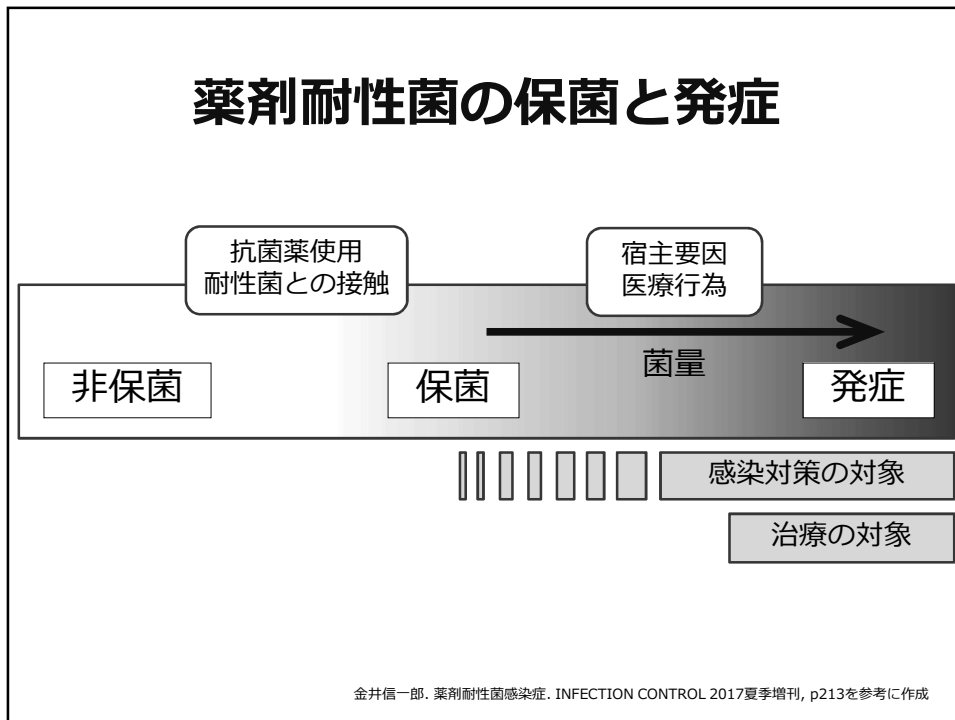 薬剤耐性菌の保菌と発症
抗菌薬使用
耐性菌との接触
宿主要因
医療行為
菌量
非保菌
保菌
発症
感染対策の対象
治療の対象
金井信一郎. 薬剤耐性菌感染症. INFECTION CONTROL 2017夏季増刊, p213を参考に作成